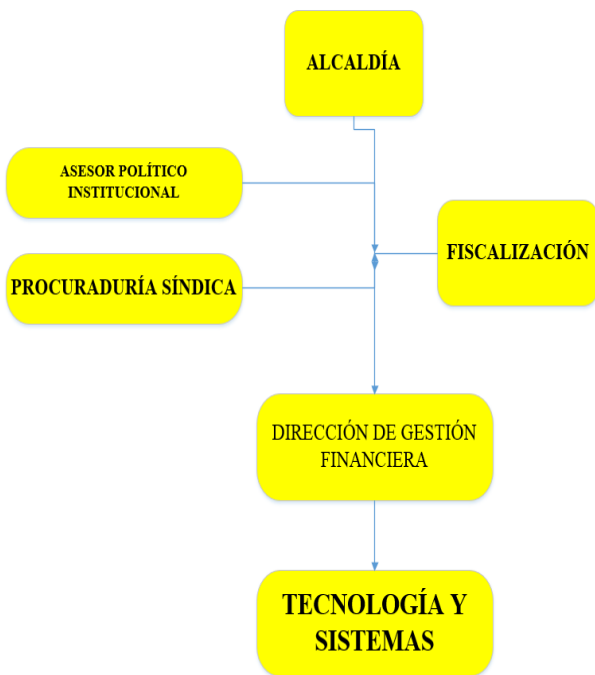 ALCALDÍA
ASESOR POLÍTICO
INSTITUCIONAL
FISCALIZACIÓN
PROCURADURÍA SÍNDICA
DIRECCIÓN DE GESTIÓN
FINANCIERA
TECNOLOGÍA Y
SISTEMAS